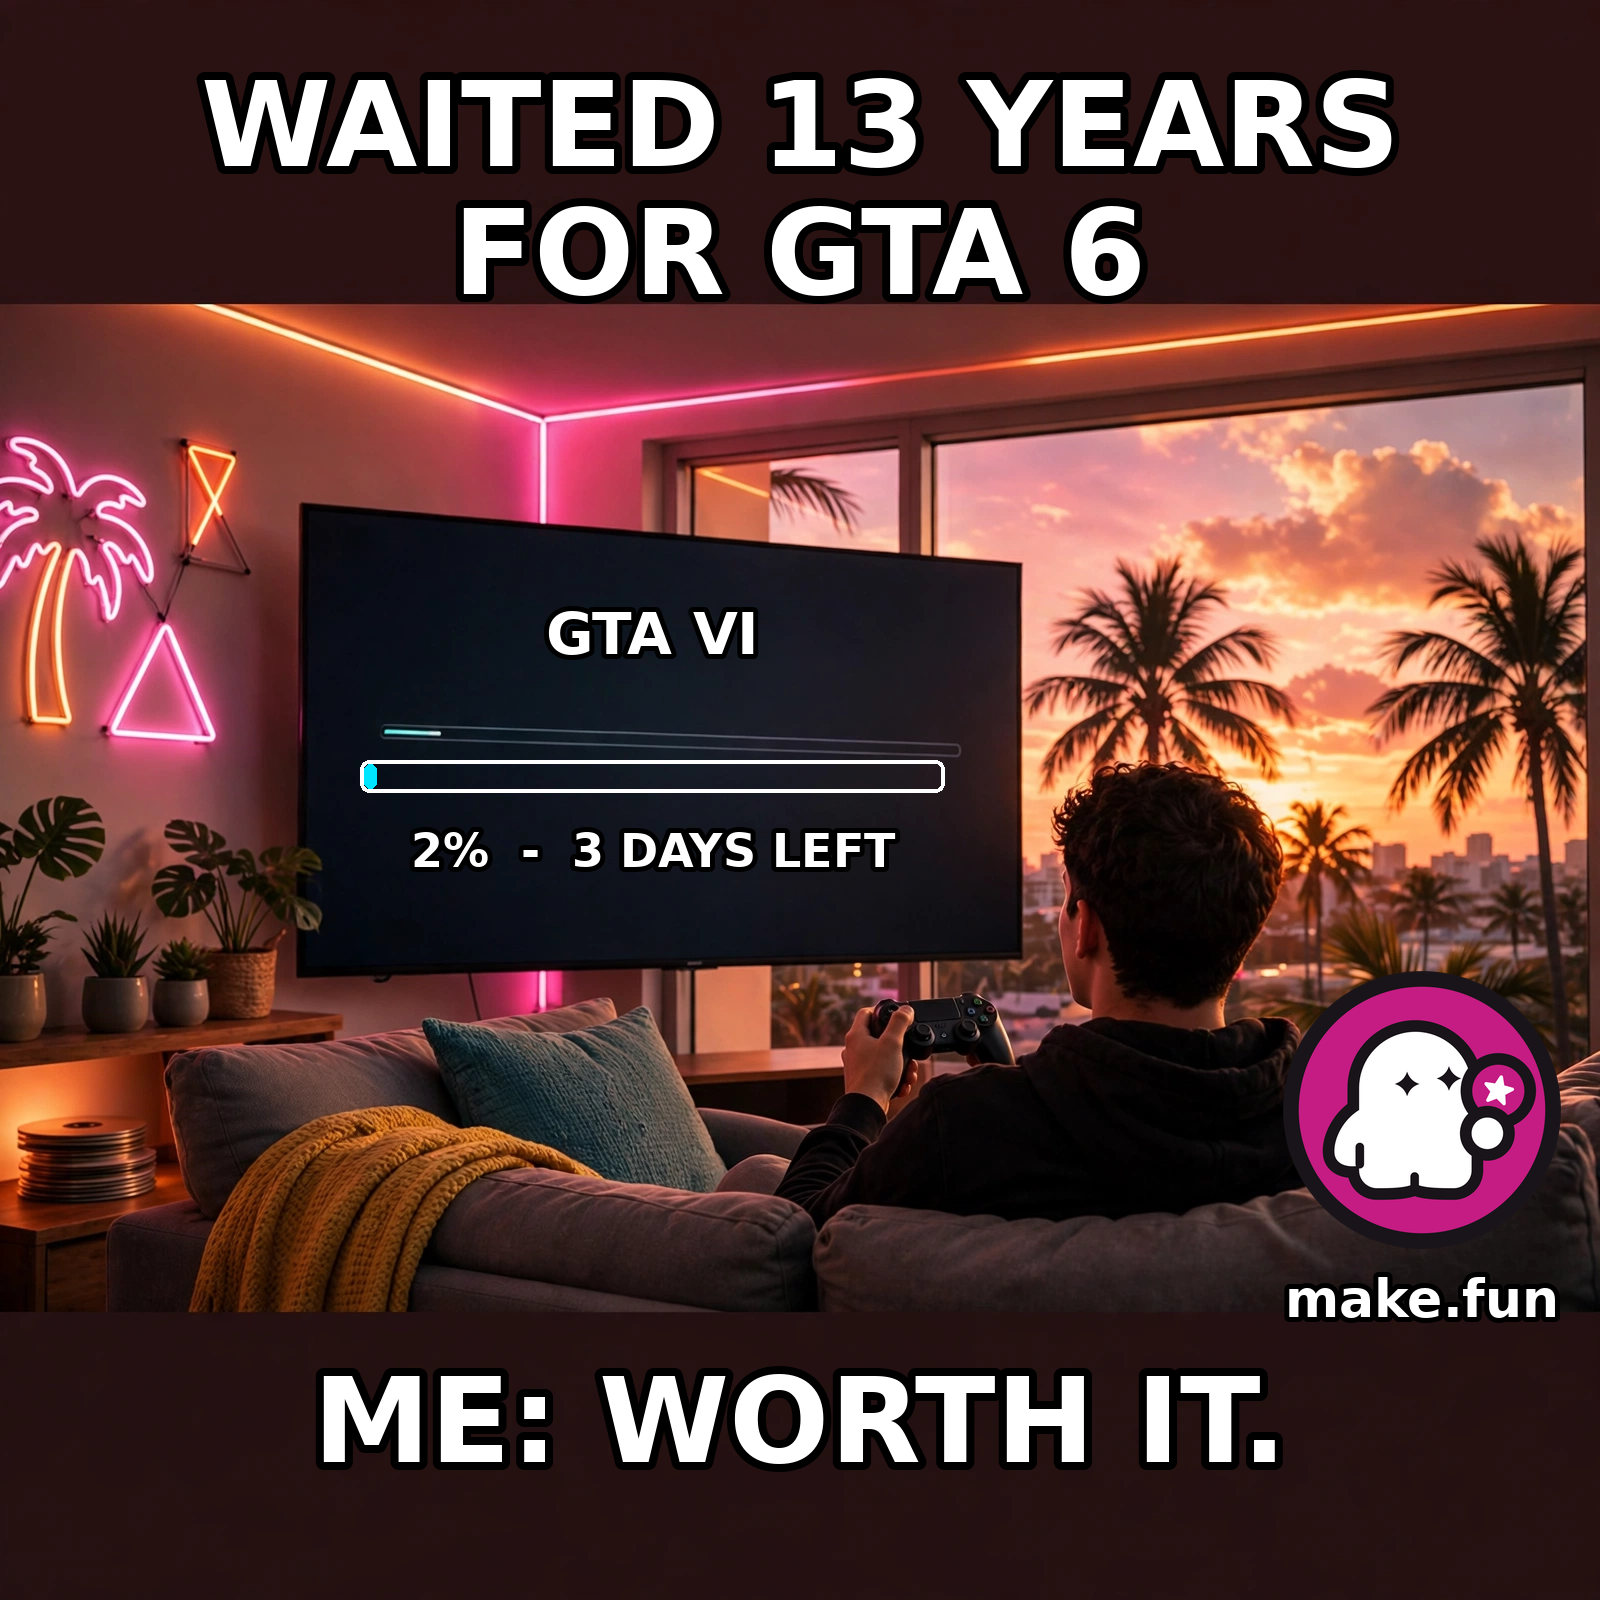 WAITED 13 YEARS
FOR GTA 6
GTA VI
2% - 3 DAYS LEFT
make.fun
ME: WORTH IT.